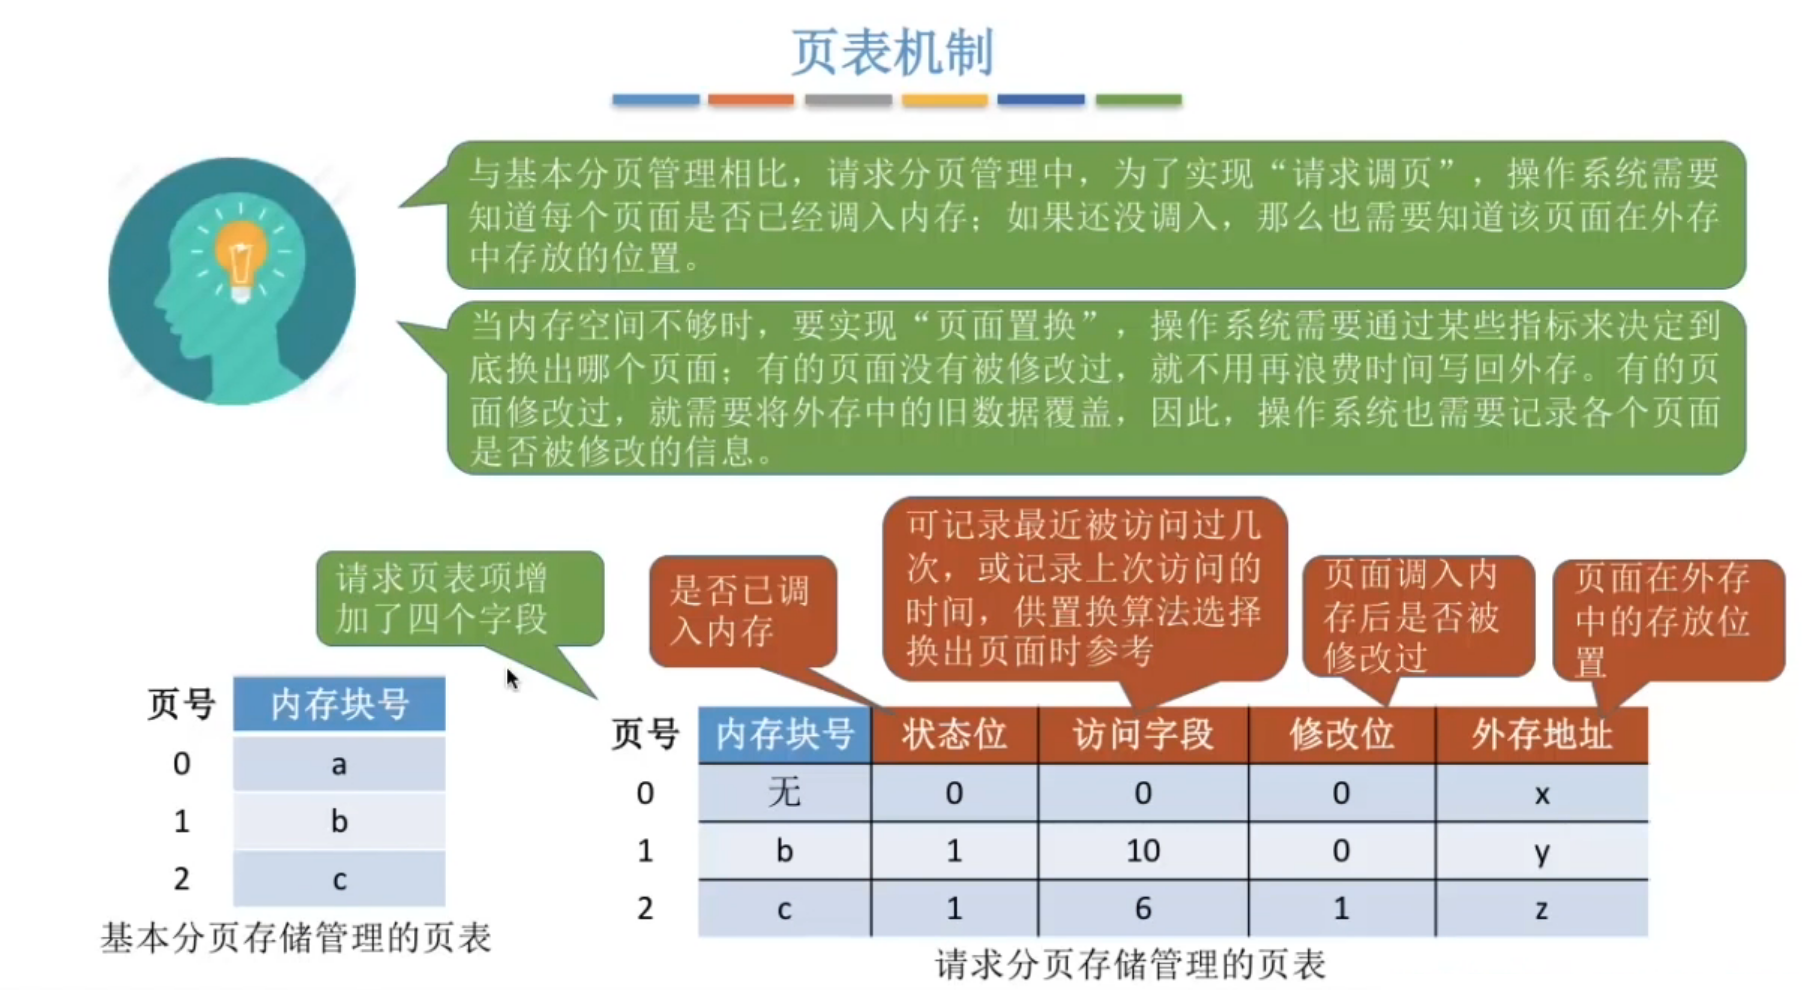 页表机制
与基本分页管理相比，请求分页管理中，为了实现“请求调页”，操作系统需要
知道每个页面是否已经调入内存；如果还没调入，那么也需要知道该页面在外存
中存放的位置。
当内存空间不够时，要实现“页面置换”，操作系统需要通过某些指标来决定到
底换出哪个页面；有的页面没有被修改过，就不用再浪费时间写回外存。有的页
面修改过，就需要将外存中的旧数据覆盖，因此，操作系统也需要记录各个页面
是否被修改的信息。
请求页表项增
加了四个字段
是否已调
入内存
可记录最近被访问过几
次，或记录上次访问的
时间，供置换算法选择
换出页面时参考
页面调入内
存后是否被
修改过
页面在外存
中的存放位
置
页号 内存块号
0 a
1 b
2 c
基本分页存储管理的页表
页号 内存块号 状态位 访问字段 修改位 外存地址
0 无 0 0 0 x
1 b 1 10 0 y
2 c 1 6 1 z
请求分页存储管理的页表